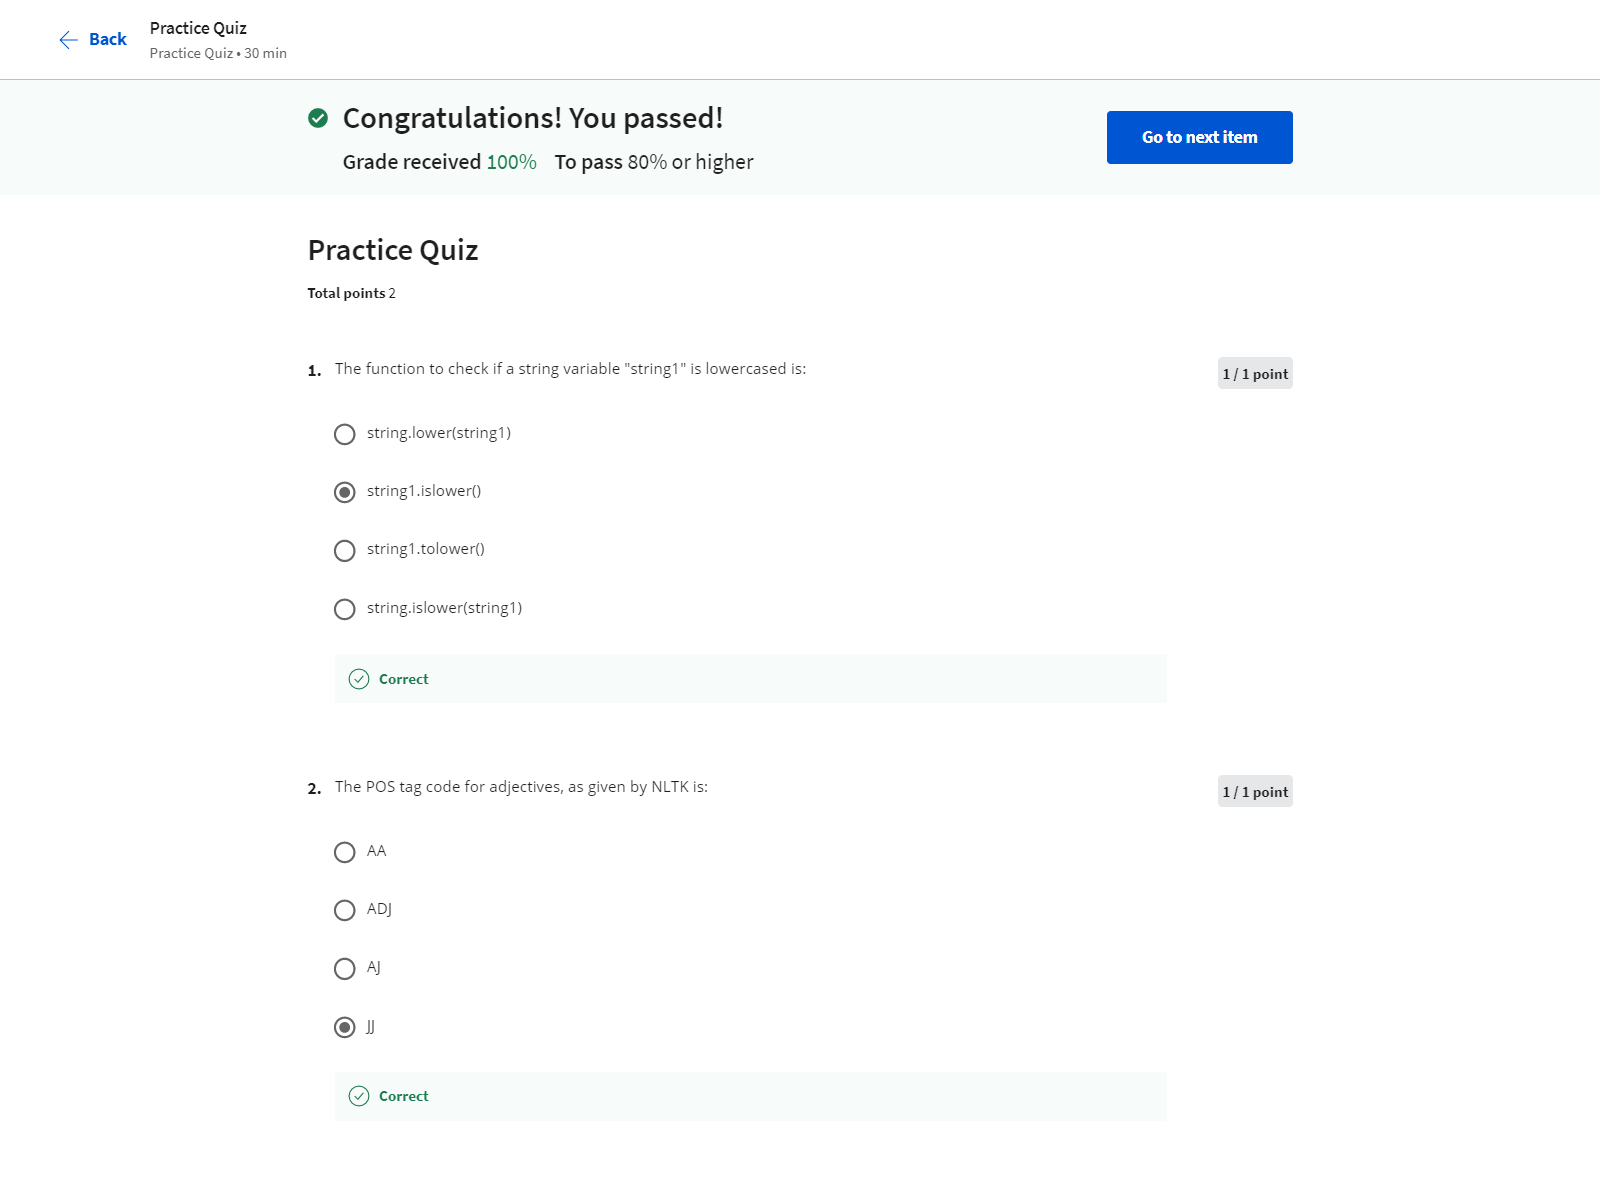 Back
Practice Quiz
Practice Quiz • 30 min
Congratulations! You passed!
Grade received 100% To pass 80% or higher
Go to next item
Practice Quiz
Total points 2
1. The function to check if a string variable "string1" is lowercased is:
1 / 1 point
string.lower(string1)
string1.islower()
string1.tolower()
string.islower(string1)
Correct
2. The POS tag code for adjectives, as given by NLTK is:
1 / 1 point
AA
ADJ
AJ
JJ
Correct